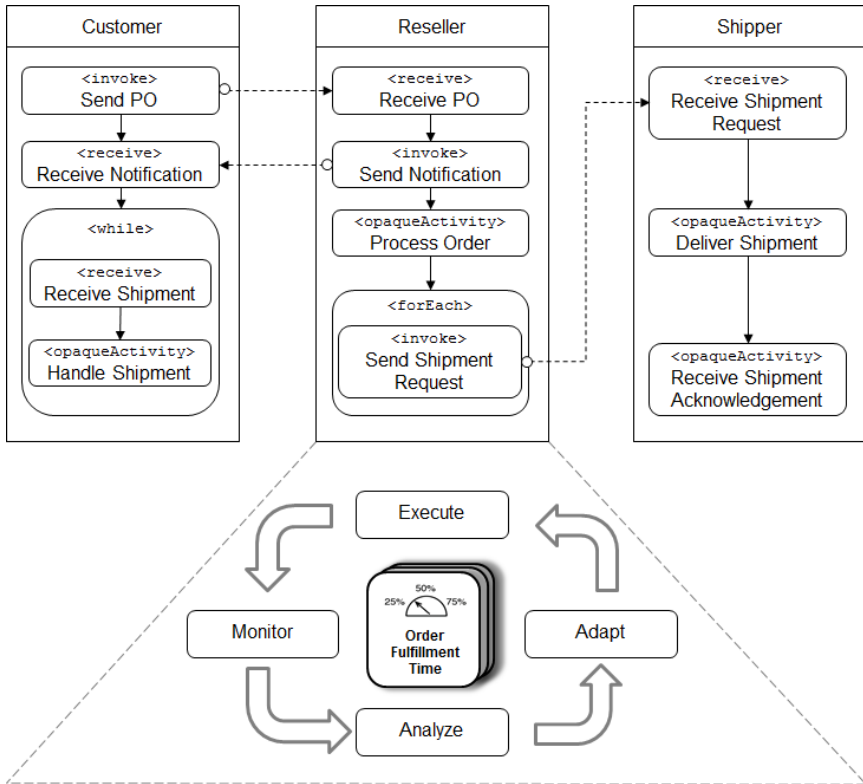 Customer
<invoke>
Send PO
<receive>
Receive Notification
<while>
<receive>
Receive Shipment
<opaqueActivity>
Handle Shipment
Reseller
<receive>
Receive PO
<invoke>
Send Notification
<opaqueActivity>
Process Order
<forEach>
<invoke>
Send Shipment
Request
Shipper
<receive>
Receive Shipment
Request
<opaqueActivity>
Deliver Shipment
<opaqueActivity>
Receive Shipment
Acknowledgement
Execute
Monitor
25% 50% 75%
Order
Fulfillment
Time
Adapt
Analyze